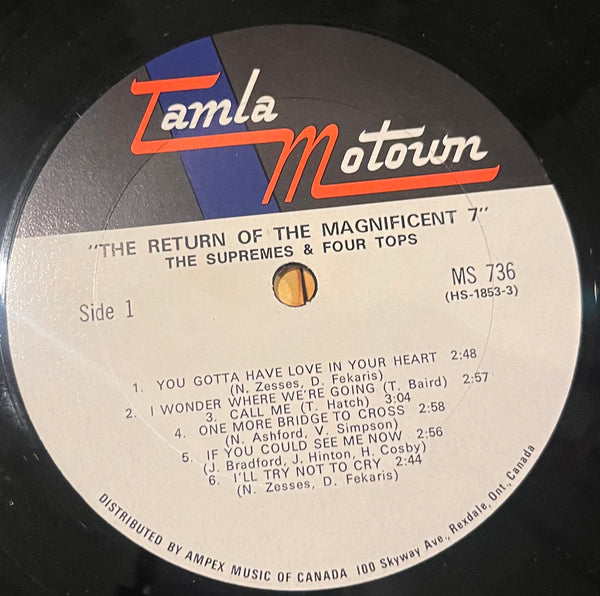 Tamla
Motown
"THE RETURN OF THE MAGNIFICENT 7"
THE SUPREMES & FOUR TOPS
Side 1
MS 736
(HS-1853-3)
1. YOU GOTTA HAVE LOVE IN YOUR HEART 2:48
(N. Zesses, D. Fekaris)
2. I WONDER WHERE WE'RE GOING (T. Baird) 2:57
3. CALL ME (T. Hatch) 3:04
4. ONE MORE BRIDGE TO CROSS 2:58
(N. Ashford, V. Simpson)
5. IF YOU COULD SEE ME NOW 2:56
(J. Bradford, J. Hinton, H. Cosby)
6. I'LL TRY NOT TO CRY 2:44
(N. Zesses, D. Fekaris)
DISTRIBUTED BY AMPEX MUSIC OF CANADA 100 Skyway Ave., Rexdale, Ont., Canada